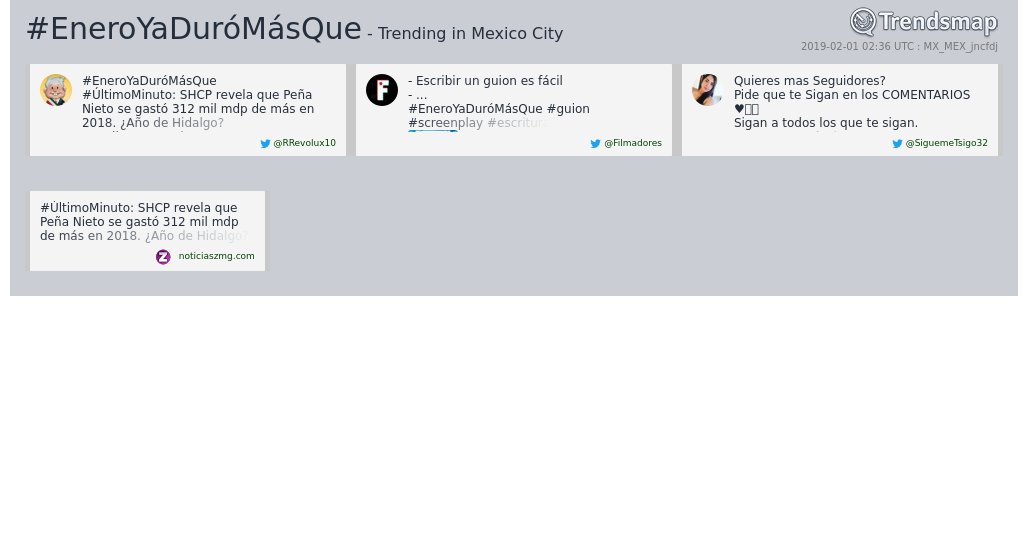 #EneroYaDuróMásQue - Trending in Mexico City
Trendsmap
2019-02-01 02:36 UTC : MX_MEX_jncfdj
#EneroYaDuróMásQue
#ÚltimoMinuto: SHCP revela que Peña
Nieto se gastó 312 mil mdp de más en
2018. ¿Año de Hidalgo?
@RRevolux10
- Escribir un guion es fácil
- ...
#EneroYaDuróMásQue #guion
#screenplay #escritura
@Filmadores
Quieres mas Seguidores?
Pide que te Sigan en los COMENTARIOS
♥
Sigan a todos los que te sigan.
@SiguemeTsigo32
#ÚltimoMinuto: SHCP revela que
Peña Nieto se gastó 312 mil mdp
de más en 2018. ¿Año de Hidalgo?
noticiaszmg.com